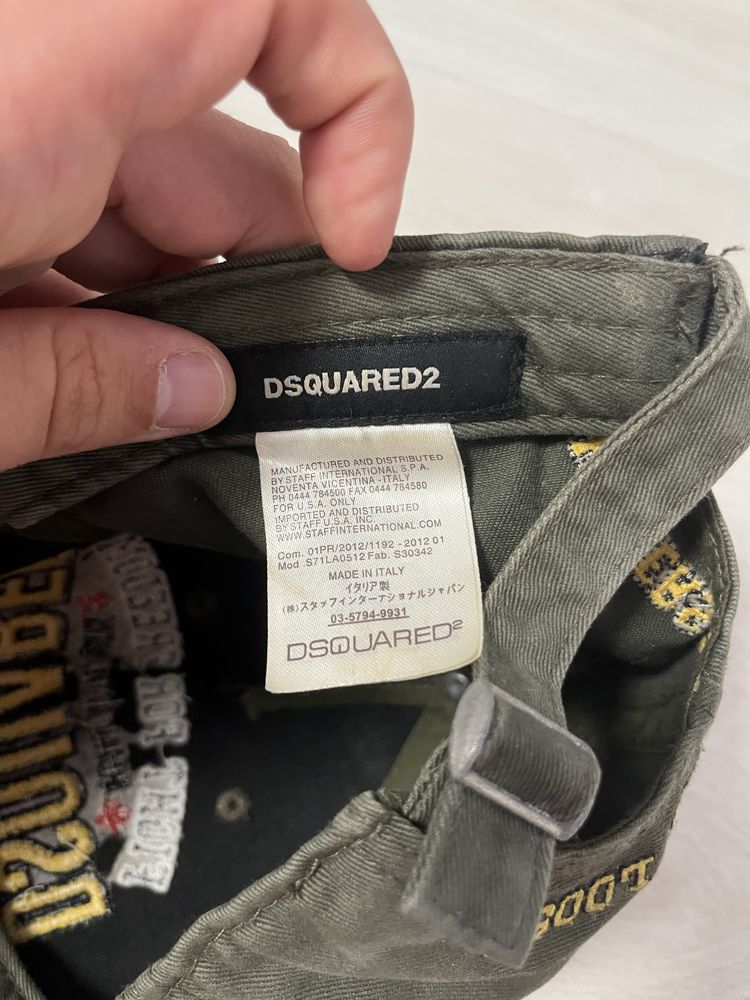 DSQUARED2
MANUFACTURED AND DISTRIBUTED
BY STAFF INTERNATIONAL S.P.A.
NOVENTA VICENTINA - ITALY
PH 0444 784500 FAX 0444 784580
FOR U.S.A. ONLY
IMPORTED AND DISTRIBUTED
BY STAFF U.S.A. INC.
WWW.STAFFINTERNATIONAL.COM
Com. 01PR/2012/1192 - 2012 01
Mod .S71LA0512 Fab. S30342
MADE IN ITALY
イタリア製
(株)スタッフインターナショナルジャパン
03-5794-9931
DSQUARED²